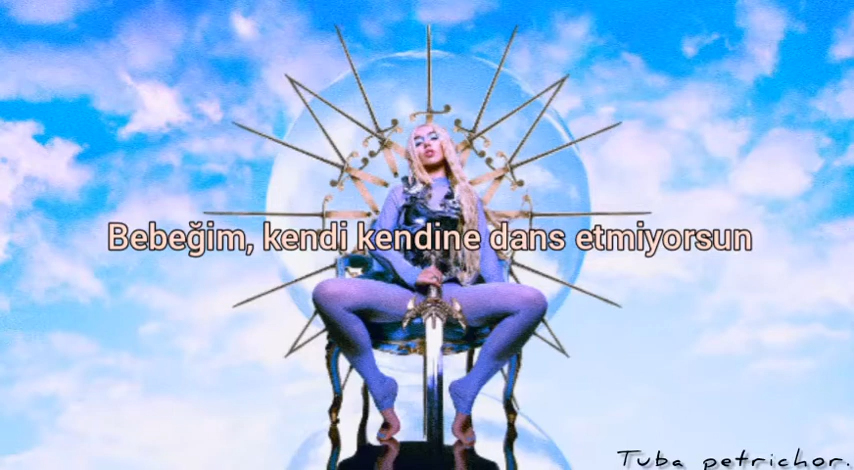 Bebeğim, kendi kendine dans etmiyorsun
Tuba petrichor.